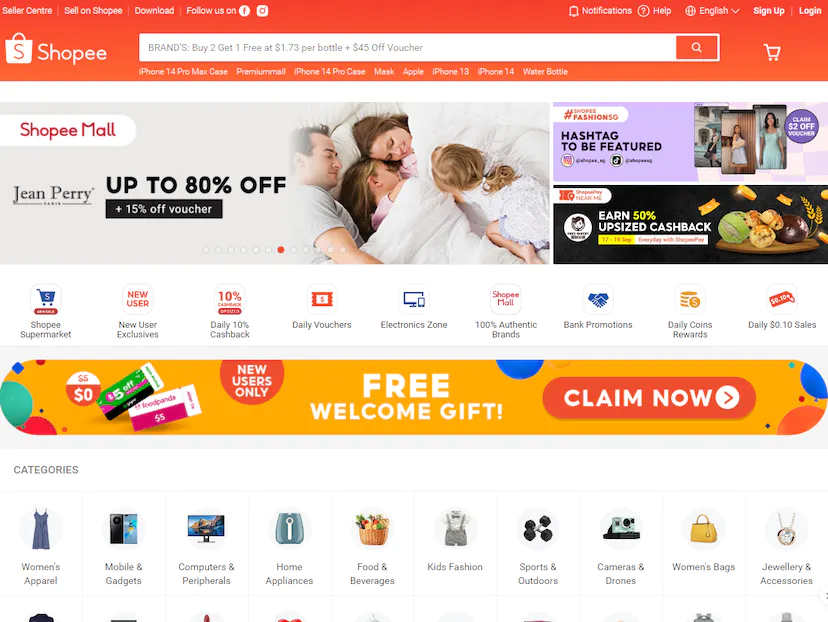 Seller Centre
Sell on Shopee
Download
Follow us on
Notifications
Help
English
Sign Up
Login
Shopee
BRAND'S: Buy 2 Get 1 Free at $1.73 per bottle + $45 Off Voucher
iPhone 14 Pro Max Case
Premiummall
iPhone 14 Pro Case
Mask
Apple
iPhone 13
iPhone 14
Water Bottle
Shopee Mall
Jean Perry
PARIS
UP TO 80% OFF
+ 15% off voucher
#SHOPEE
FASHIONSG
HASHTAG
TO BE FEATURED
@shopee_sg
@shopeesg
CLAIM
$2 OFF
VOUCHER
ShopeePay
NEAR ME
EARN 50%
UPSIZED CASHBACK
17 - 19 Sep
Everyday with ShopeePay
Shopee
Supermarket
NEW
USER
New User
Exclusives
10%
CASHBACK
UPSIZED
Daily 10%
Cashback
Daily Vouchers
Electronics Zone
Shopee
Mall
100% Authentic
Brands
Bank Promotions
Daily Coins
Rewards
$0.10
Daily $0.10 Sales
$5
$0
$5 off
foodpanda
$5
NEW
USERS
ONLY
FREE
WELCOME GIFT!
CLAIM NOW
CATEGORIES
Women's
Apparel
Mobile &
Gadgets
Computers &
Peripherals
Home
Appliances
Food &
Beverages
Kids Fashion
Sports &
Outdoors
Cameras &
Drones
Women's Bags
Jewellery &
Accessories